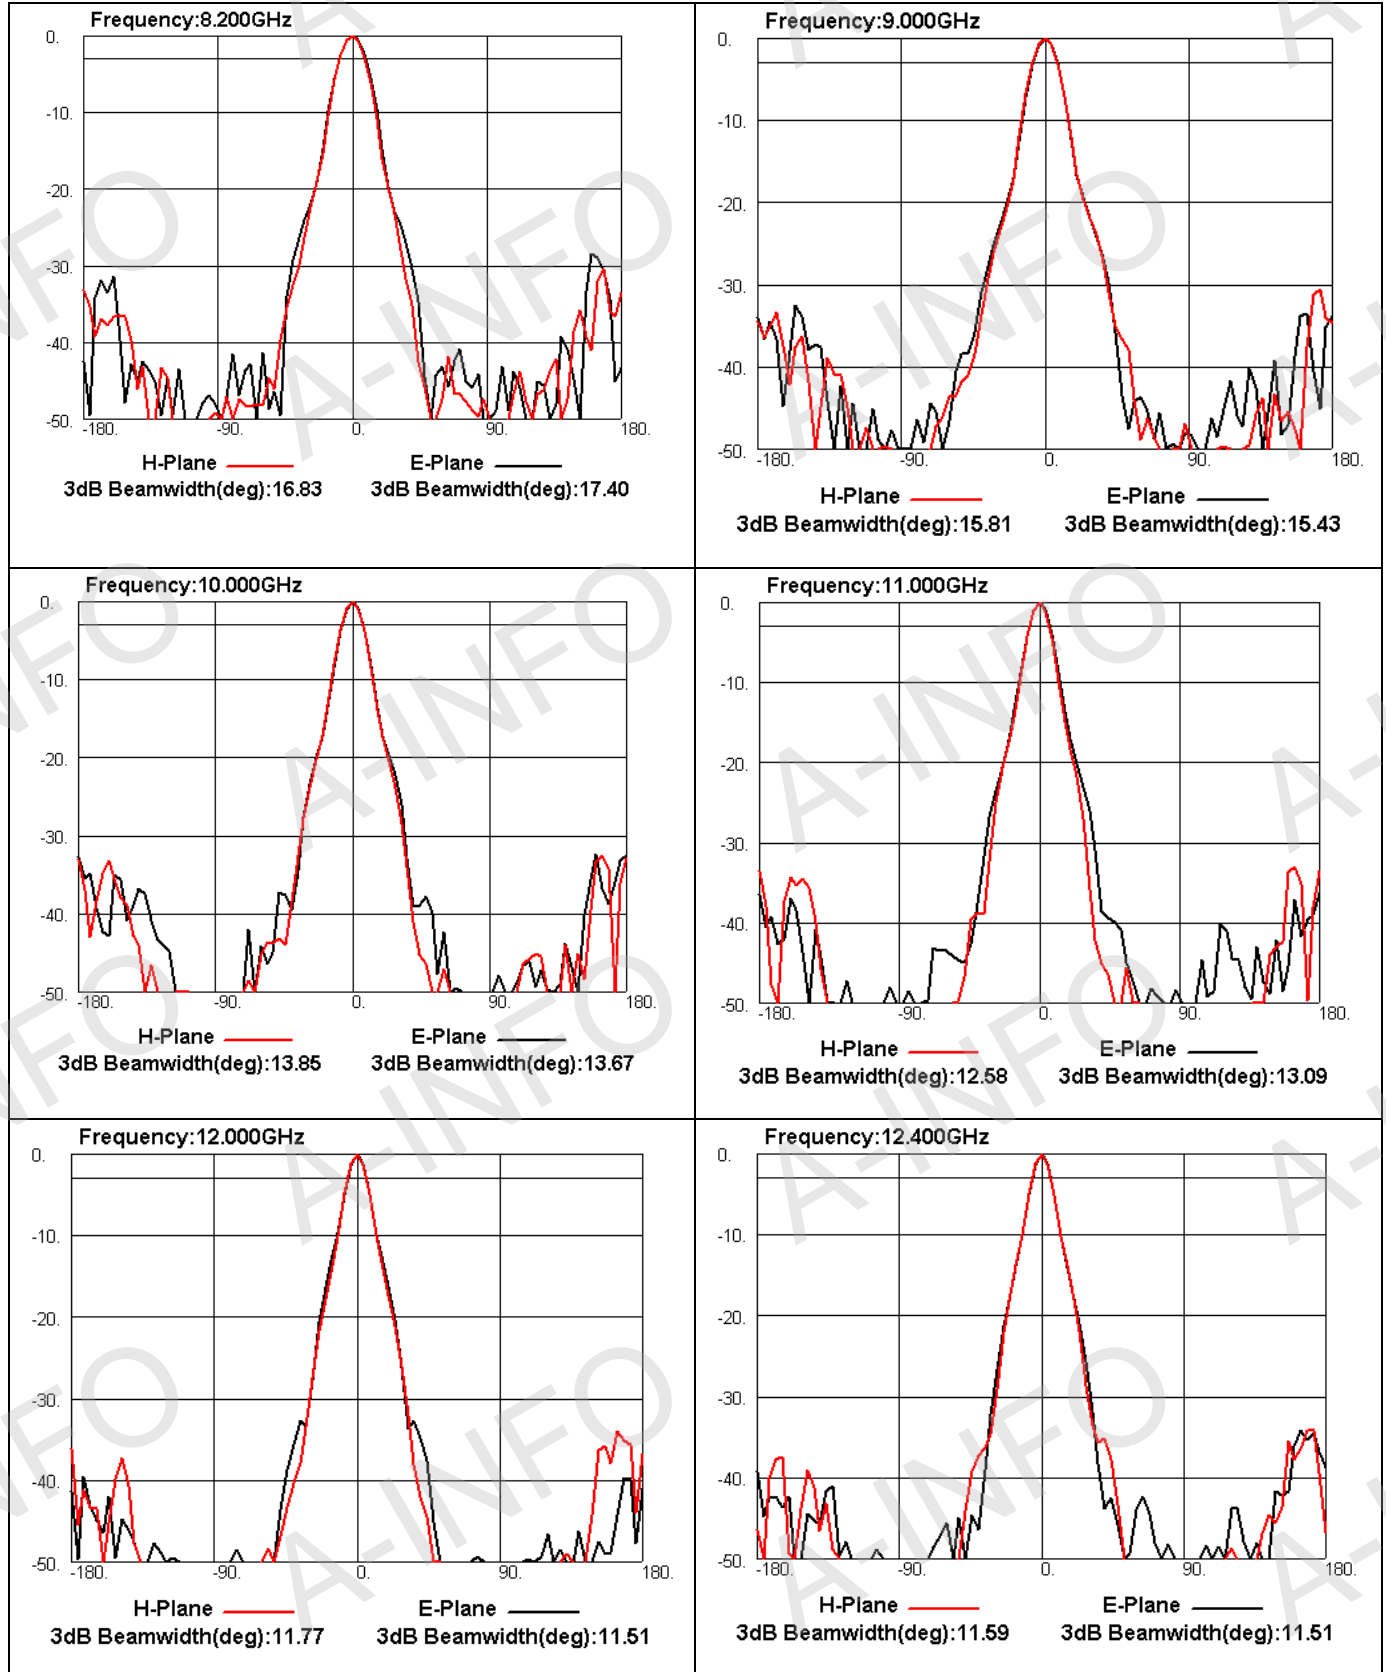 Frequency:8.200GHz
0.
-10.
-20.
-30.
-40.
-50.
-180. -90. 0. 90. 180.
H-Plane E-Plane
3dB Beamwidth(deg):16.83 3dB Beamwidth(deg):17.40
Frequency:9.000GHz
0.
-10.
-20.
-30.
-40.
-50.
-180. -90. 0. 90. 180.
H-Plane E-Plane
3dB Beamwidth(deg):15.81 3dB Beamwidth(deg):15.43
Frequency:10.000GHz
0.
-10.
-20.
-30.
-40.
-50.
-180. -90. 0. 90. 180.
H-Plane E-Plane
3dB Beamwidth(deg):13.85 3dB Beamwidth(deg):13.67
Frequency:11.000GHz
0.
-10.
-20.
-30.
-40.
-50.
-180. -90. 0. 90. 180.
H-Plane E-Plane
3dB Beamwidth(deg):12.58 3dB Beamwidth(deg):13.09
Frequency:12.000GHz
0.
-10.
-20.
-30.
-40.
-50.
-180. -90. 0. 90. 180.
H-Plane E-Plane
3dB Beamwidth(deg):11.77 3dB Beamwidth(deg):11.51
Frequency:12.400GHz
0.
-10.
-20.
-30.
-40.
-50.
-180. -90. 0. 90. 180.
H-Plane E-Plane
3dB Beamwidth(deg):11.59 3dB Beamwidth(deg):11.51
A-INFO
A-INFO
A-INFO
A-INFO
A-INFO
A-INFO
A-INFO